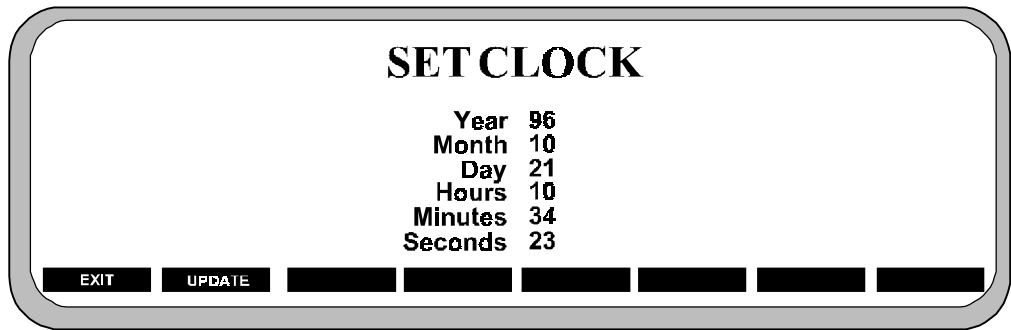 SET CLOCK
Year 96
Month 10
Day 21
Hours 10
Minutes 34
Seconds 23
EXIT UPDATE